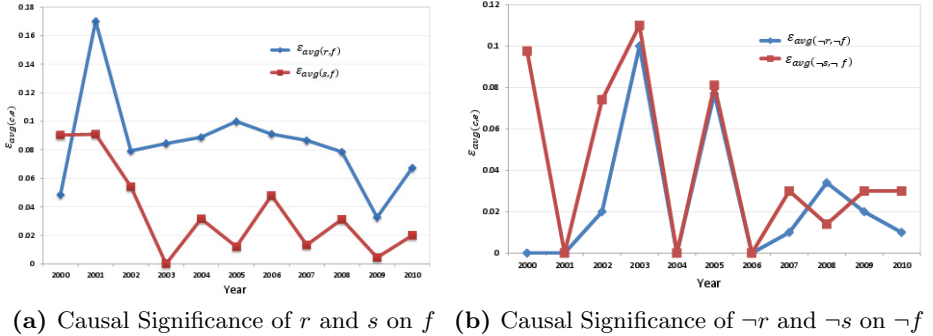 0.18
0.16
0.14
0.12
0.1
0.08
0.06
0.04
0.02
0
ε_avg(c,e)
ε_avg(r,f)
ε_avg(s,f)
2000 2001 2002 2003 2004 2005 2006 2007 2008 2009 2010
Year
(a) Causal Significance of r and s on f
0.12
0.1
0.08
0.06
0.04
0.02
0
ε_avg(c,e)
ε_avg(¬r,¬f)
ε_avg(¬s,¬ f)
2000 2001 2002 2003 2004 2005 2006 2007 2008 2009 2010
Year
(b) Causal Significance of ¬r and ¬s on ¬f